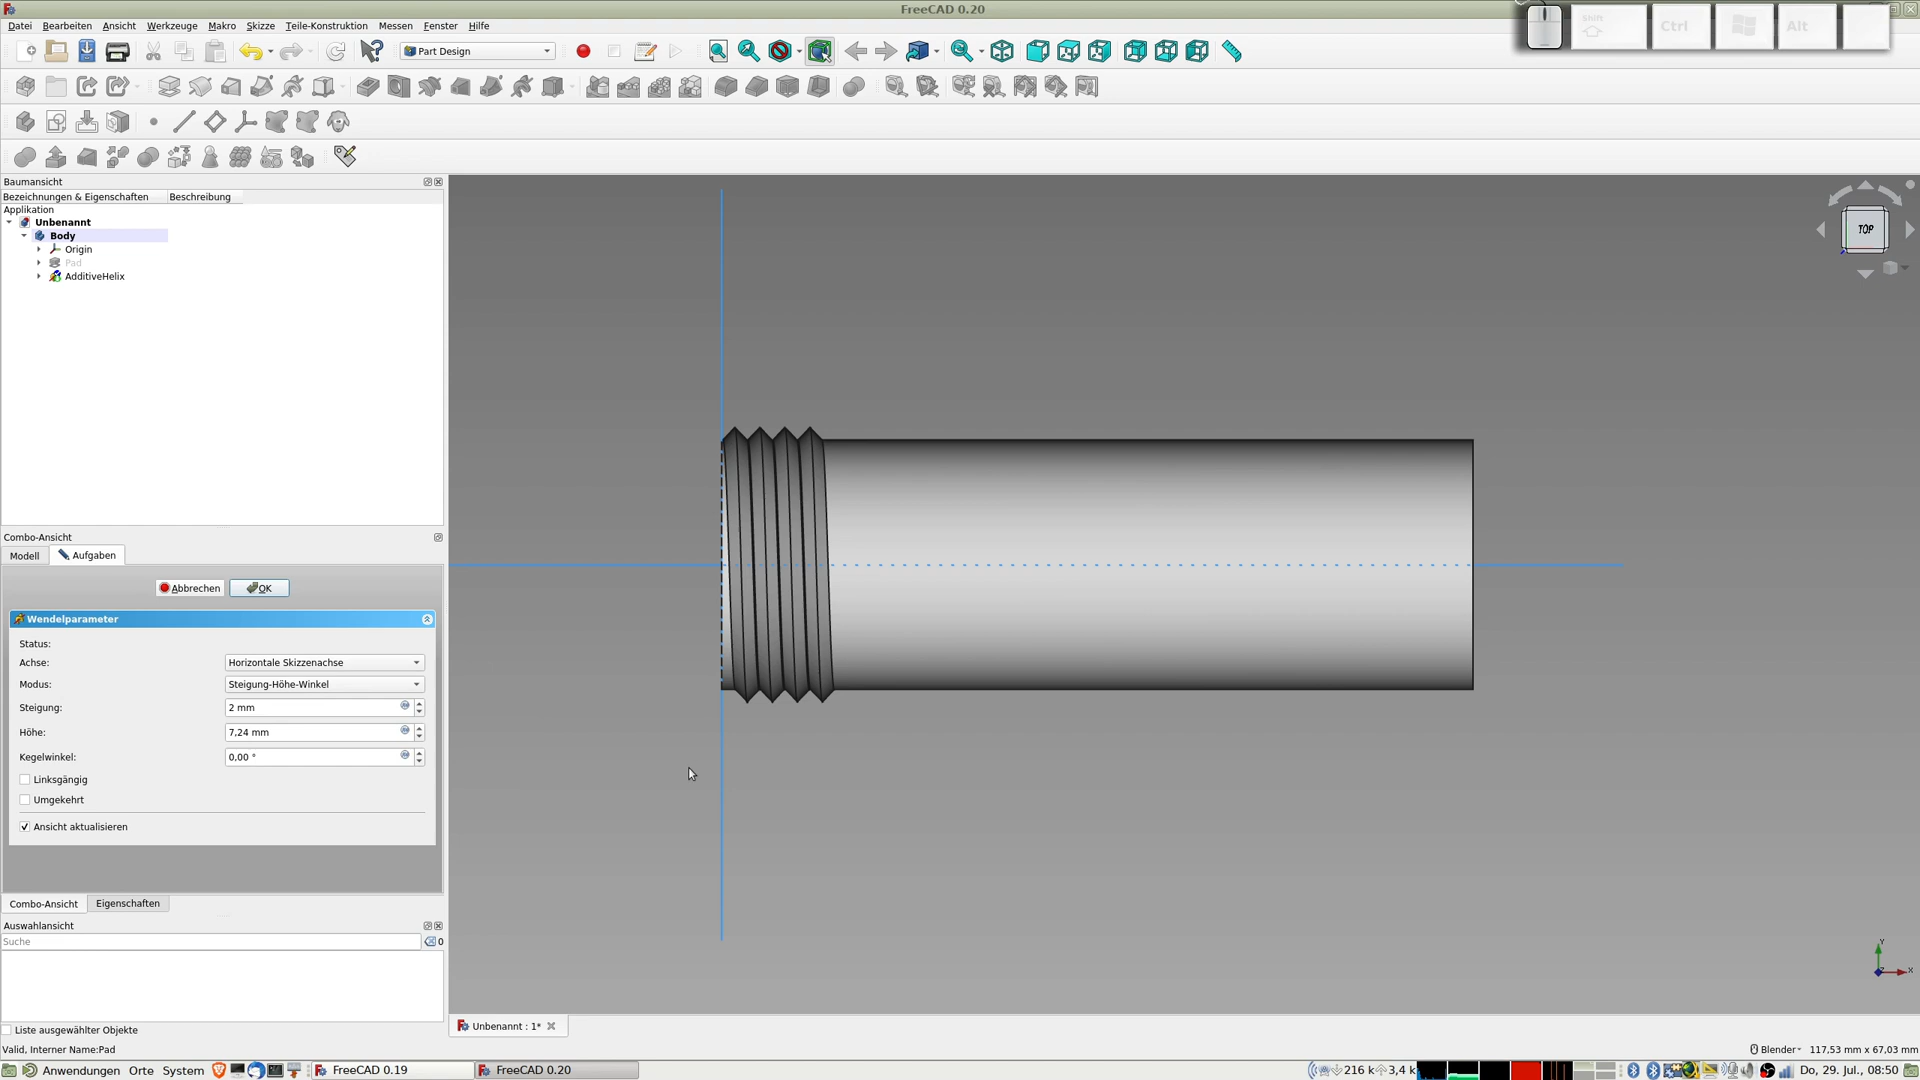 FreeCAD 0.20
Datei Bearbeiten Ansicht Werkzeuge Makro Skizze Teile-Konstruktion Messen Fenster Hilfe
Shift Ctrl Alt
Part Design
Baumansicht
Bezeichnungen & Eigenschaften Beschreibung
Applikation
Unbenannt
Body
Origin
Pad
AdditiveHelix
TOP
Combo-Ansicht
Modell Aufgaben
Abbrechen OK
Wendelparameter
Status:
Achse: Horizontale Skizzenachse
Modus: Steigung-Höhe-Winkel
Steigung: 2 mm
Höhe: 7,24 mm
Kegelwinkel: 0,00 °
Linksgängig
Umgekehrt
Ansicht aktualisieren
Combo-Ansicht Eigenschaften
Auswahlansicht
Suche 0
Y
X
Unbenannt : 1*
Liste ausgewählter Objekte
Valid, Interner Name:Pad
Blender 117,53 mm x 67,03 mm
Anwendungen Orte System FreeCAD 0.19 FreeCAD 0.20 216 k 3,4 k Do, 29. Jul., 08:50